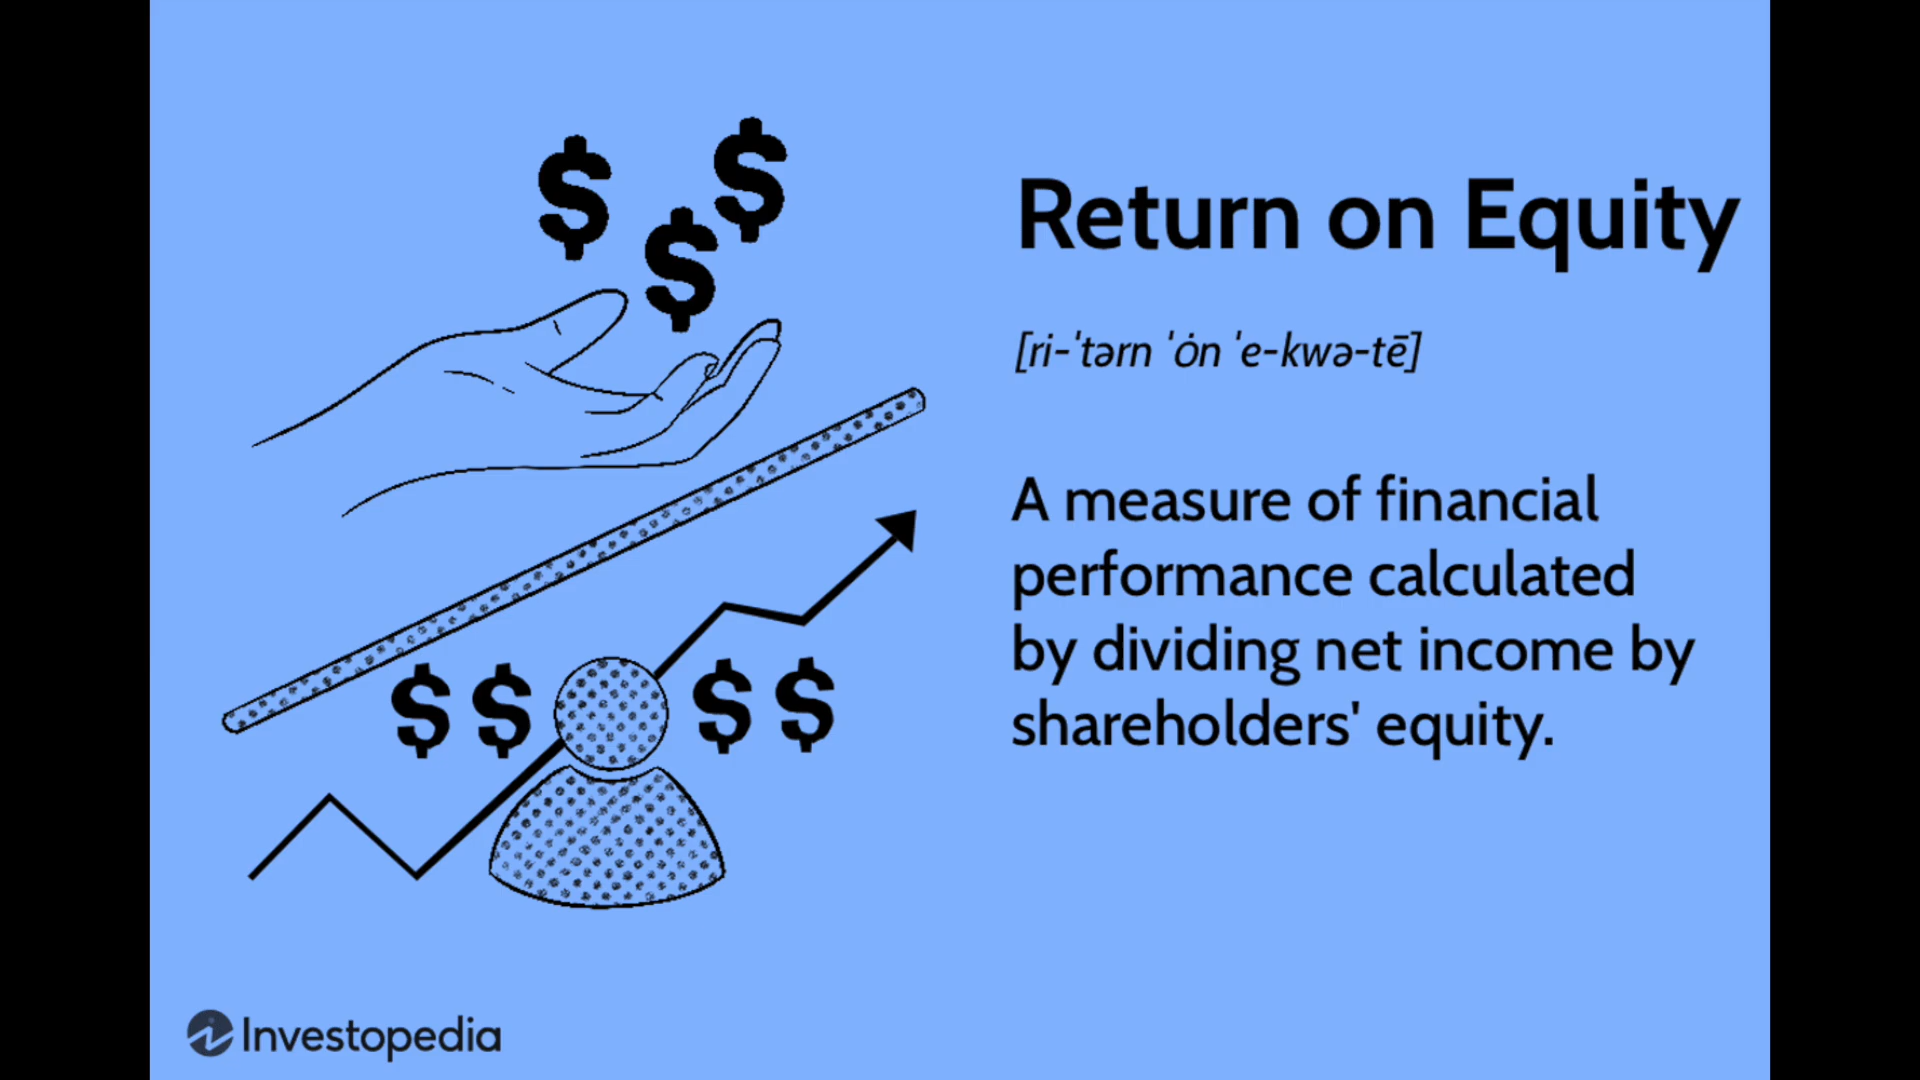 $ $ $
Return on Equity
[ri-ˈtərn ˈȯn ˈe-kwə-tē]
A measure of financial
performance calculated
by dividing net income by
shareholders' equity.
$ $ $ $
Investopedia